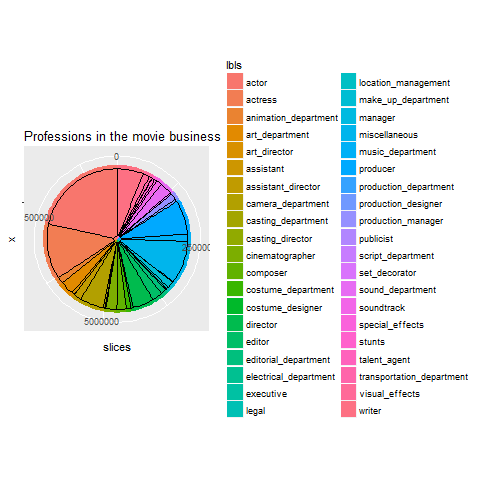 lbls
Professions in the movie business
0
500000
250000
5000000
x
slices
actor
actress
animation_department
art_department
art_director
assistant
assistant_director
camera_department
casting_department
casting_director
cinematographer
composer
costume_department
costume_designer
director
editor
editorial_department
electrical_department
executive
legal
location_management
make_up_department
manager
miscellaneous
music_department
producer
production_department
production_designer
production_manager
publicist
script_department
set_decorator
sound_department
soundtrack
special_effects
stunts
talent_agent
transportation_department
visual_effects
writer